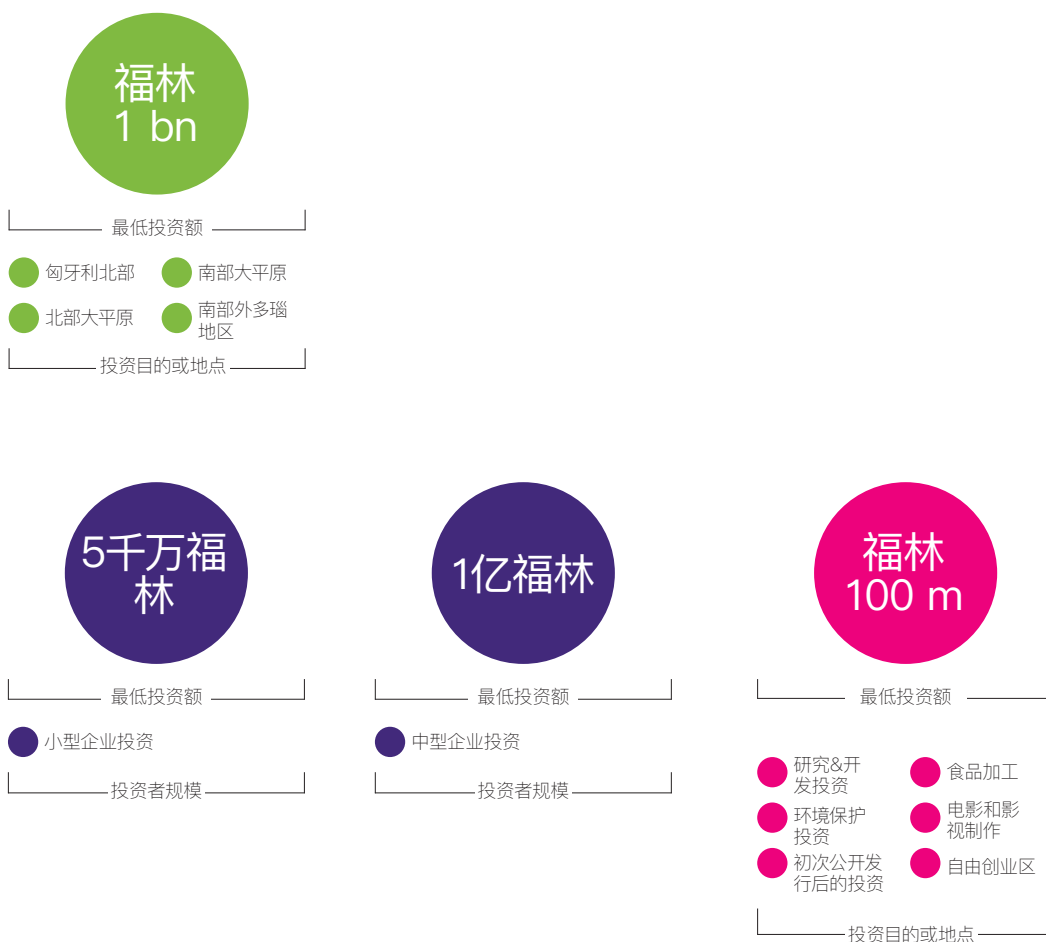 福林
1 bn
最低投资额
匈牙利北部
南部大平原
北部大平原
南部外多瑙
地区
投资目的或地点
5千万福
林
最低投资额
小型企业投资
投资者规模
1亿福林
最低投资额
中型企业投资
投资者规模
福林
100 m
最低投资额
研究&开
发投资
食品加工
环境保护
投资
电影和影
视制作
初次公开发
行后的投资
自由创业区
投资目的或地点